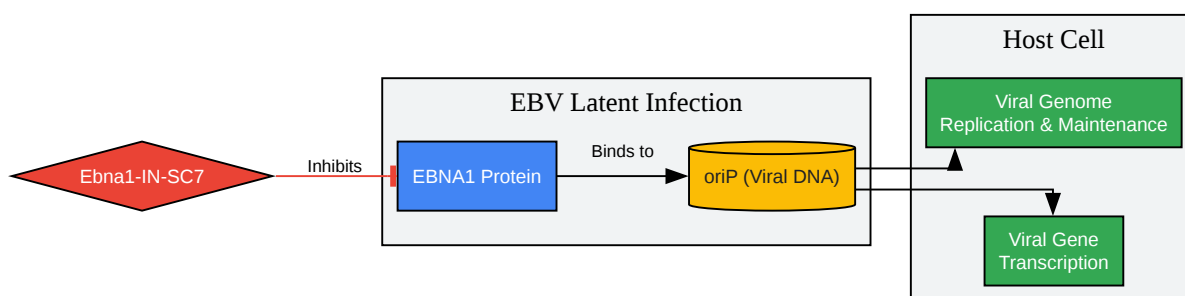 Host Cell
EBV Latent Infection
Viral Genome
Replication & Maintenance
Ebna1-IN-SC7
Inhibits
EBNA1 Protein
Binds to
oriP (Viral DNA)
Viral Gene
Transcription